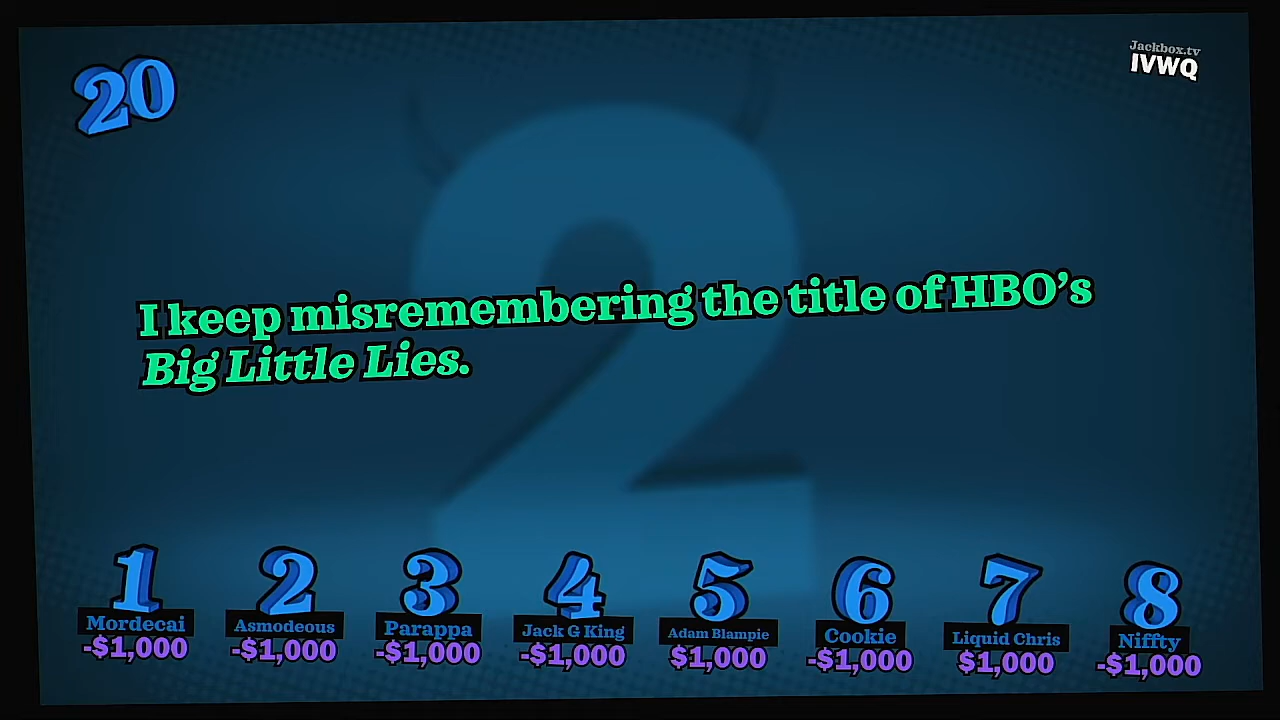 20
Jackbox.tv
IVWQ
I keep misremembering the title of HBO's
Big Little Lies.
2
1 2 3 4 5 6 7 8
Mordecai Asmodeous Parappa Jack G King Adam Blampie Cookie Liquid Chris Niffty
-$1,000 -$1,000 -$1,000 -$1,000 $1,000 -$1,000 $1,000 -$1,000